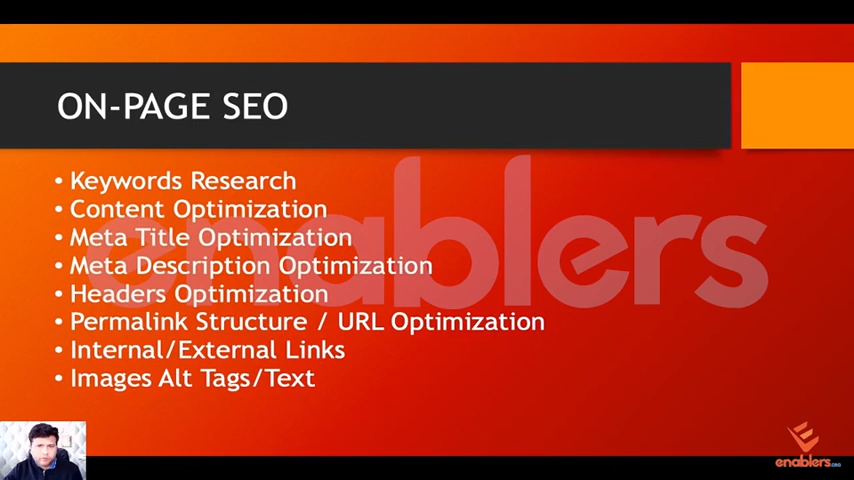 ON-PAGE SEO
enablers
• Keywords Research
• Content Optimization
• Meta Title Optimization
• Meta Description Optimization
• Headers Optimization
• Permalink Structure / URL Optimization
• Internal/External Links
• Images Alt Tags/Text
enablers.ORG